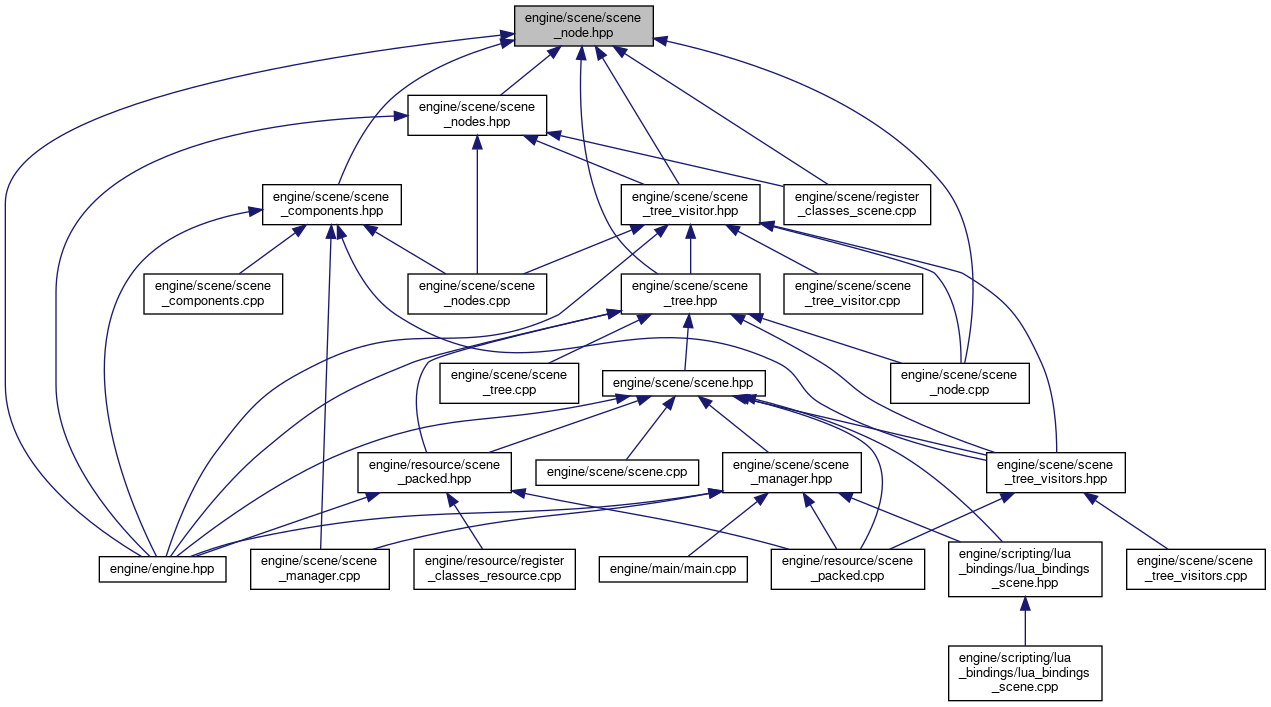 engine/scene/scene
_node.hpp
engine/scene/scene
_nodes.hpp
engine/scene/scene
_components.hpp
engine/scene/scene
_tree_visitor.hpp
engine/scene/register
_classes_scene.cpp
engine/scene/scene
_components.cpp
engine/scene/scene
_nodes.cpp
engine/scene/scene
_tree.hpp
engine/scene/scene
_tree_visitor.cpp
engine/scene/scene
_tree.cpp
engine/scene/scene.hpp
engine/scene/scene
_node.cpp
engine/resource/scene
_packed.hpp
engine/scene/scene.cpp
engine/scene/scene
_manager.hpp
engine/scene/scene
_tree_visitors.hpp
engine/engine.hpp
engine/scene/scene
_manager.cpp
engine/resource/register
_classes_resource.cpp
engine/main/main.cpp
engine/resource/scene
_packed.cpp
engine/scripting/lua
_bindings/lua_bindings
_scene.hpp
engine/scene/scene
_tree_visitors.cpp
engine/scripting/lua
_bindings/lua_bindings
_scene.cpp